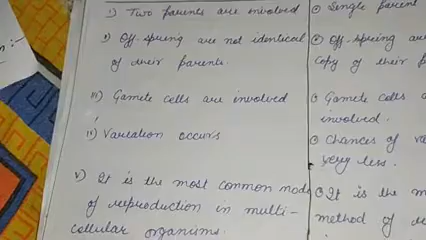 i) Two parents are involved
ii) Off-spring are not identical
of their parents.
iii) Gamete cells are involved
iv) Variation occurs
v) It is the most common mode
of reproduction in multi-
cellular organisms.
Single parent
Off-spring are
copy of their p
Gamete cells a
involved.
Chances of va
very less.
It is the m
method of re